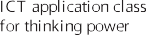 ICT application class
for thinking power